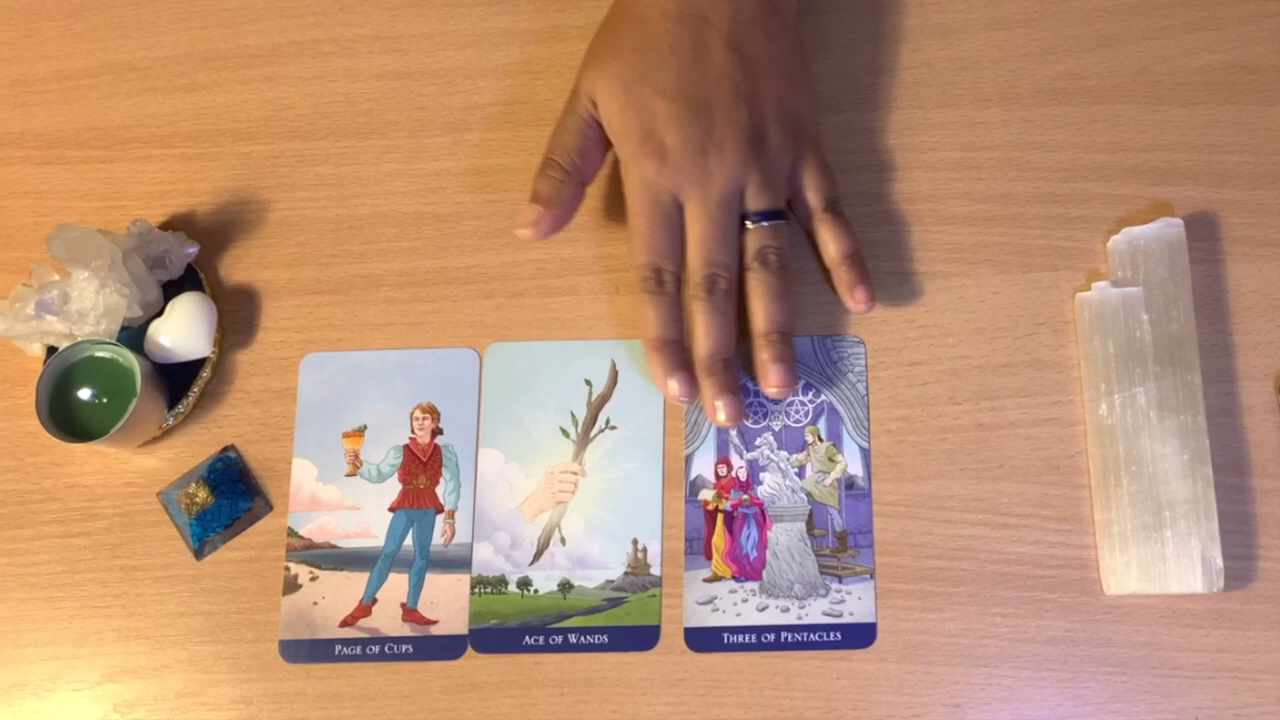 PAGE OF CUPS
ACE OF WANDS
THREE OF PENTACLES